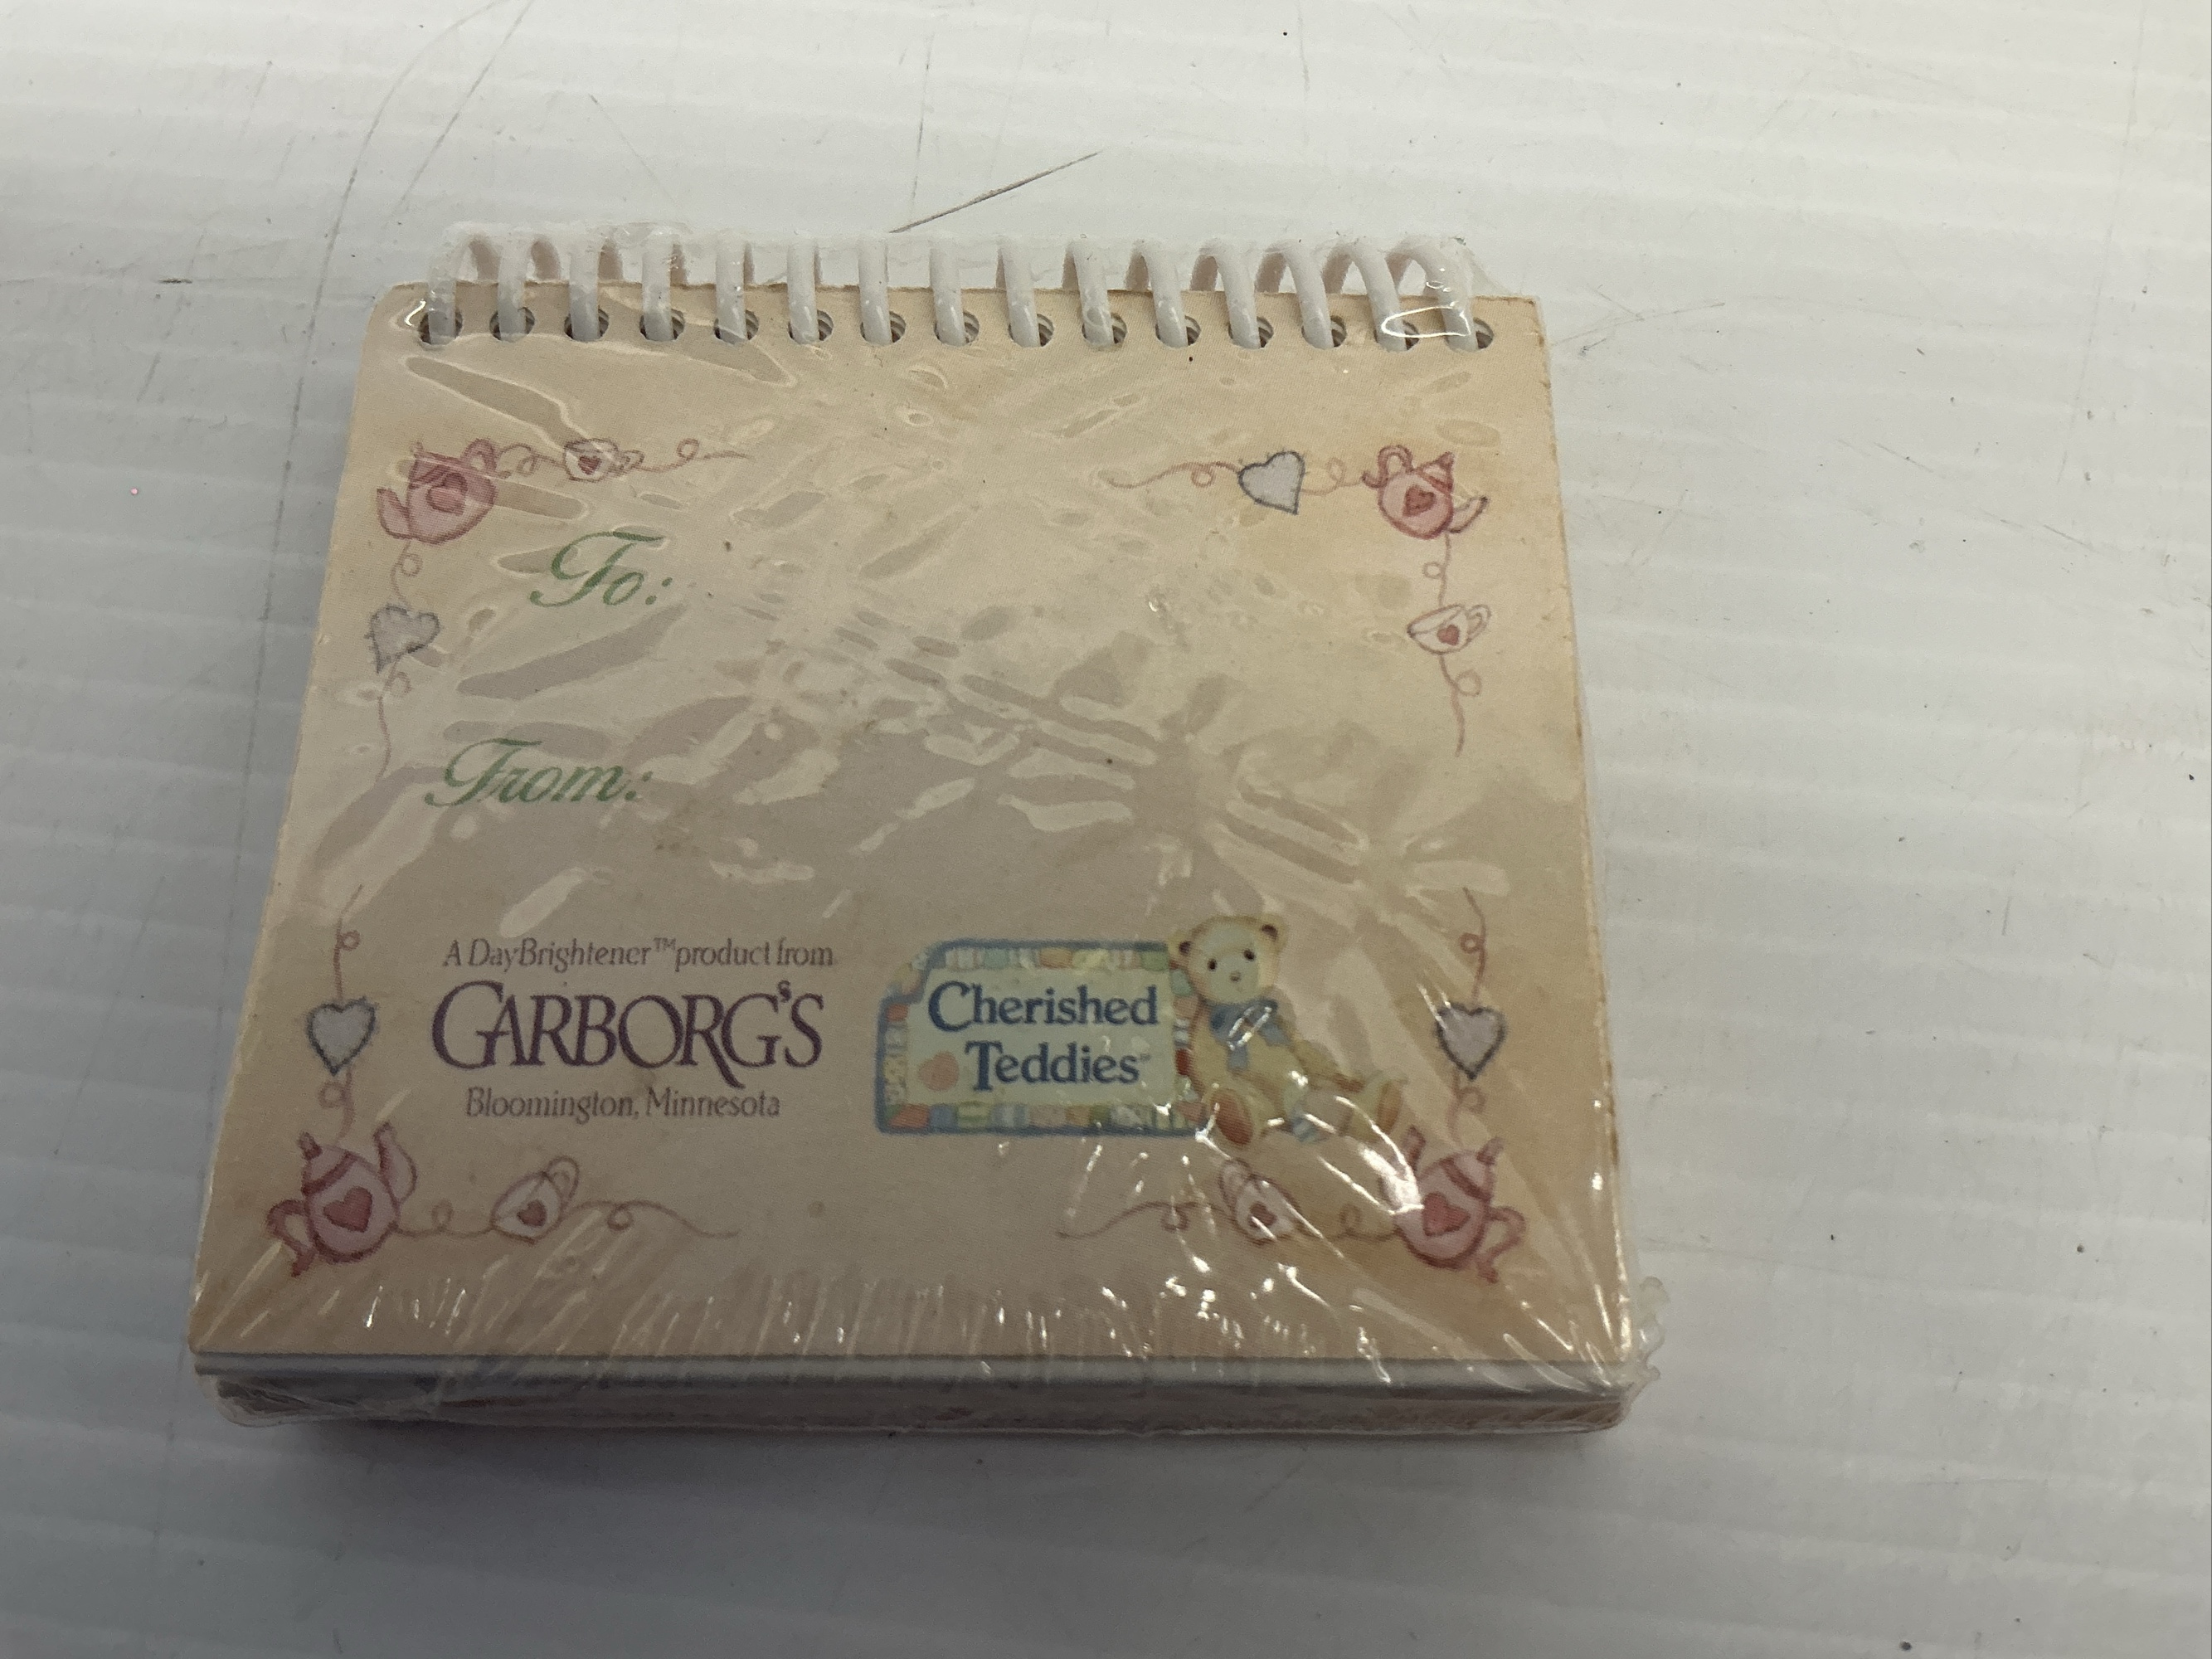 To:
From:
A DayBrightener™ product from
GARBORG'S
Bloomington, Minnesota
Cherished
Teddies®